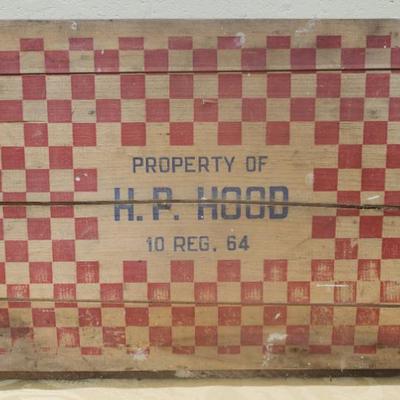 PROPERTY OF
H. P. HOOD
10 REG. 64